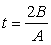 t = 2B/A